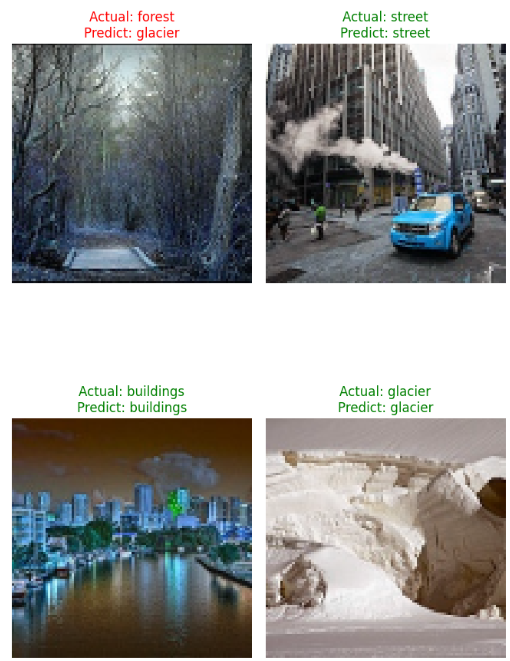 Actual: forest
Predict: glacier
Actual: street
Predict: street
Actual: buildings
Predict: buildings
Actual: glacier
Predict: glacier